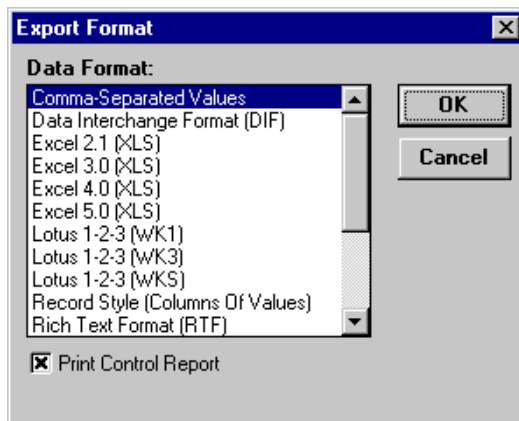 Export Format
Data Format:
Comma-Separated Values
Data Interchange Format (DIF)
Excel 2.1 (XLS)
Excel 3.0 (XLS)
Excel 4.0 (XLS)
Excel 5.0 (XLS)
Lotus 1-2-3 (WK1)
Lotus 1-2-3 (WK3)
Lotus 1-2-3 (WKS)
Record Style (Columns Of Values)
Rich Text Format (RTF)
OK
Cancel
Print Control Report